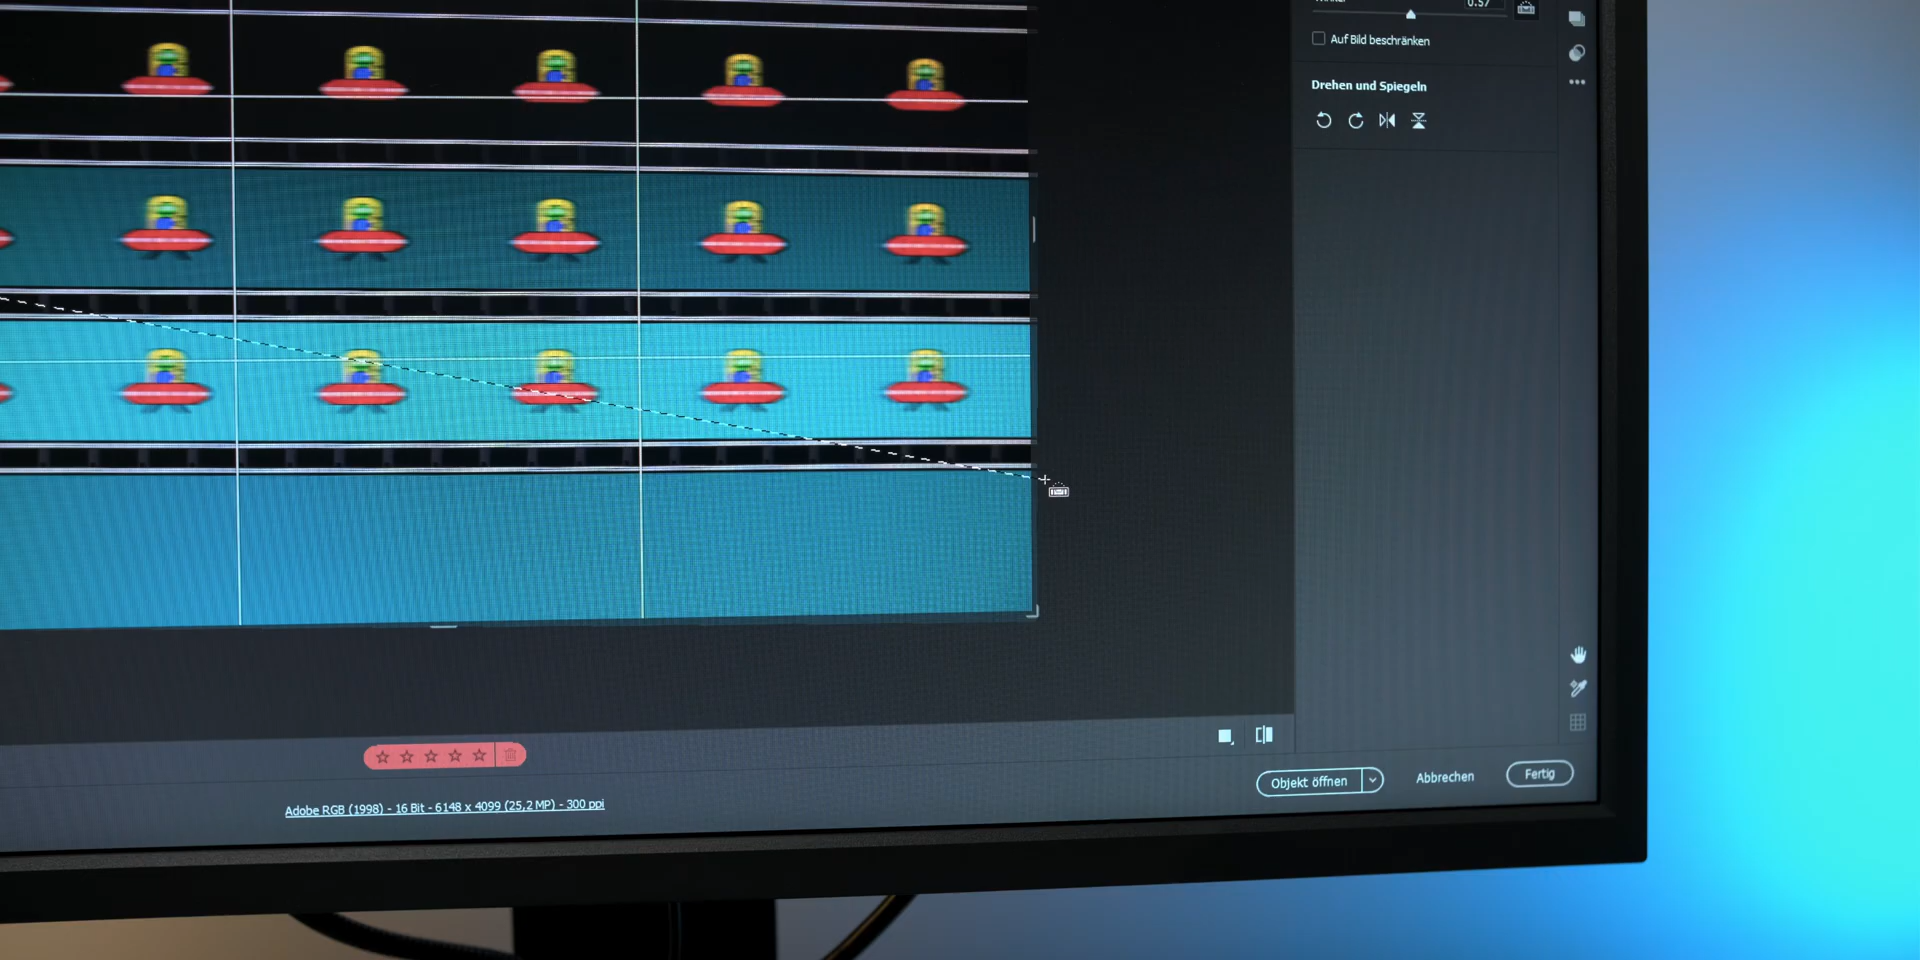 0.57
Auf Bild beschränken
Drehen und Spiegeln
Objekt öffnen
Abbrechen
Fertig
Adobe RGB (1998) - 16 Bit - 6148 x 4099 (25,2 MP) - 300 ppi